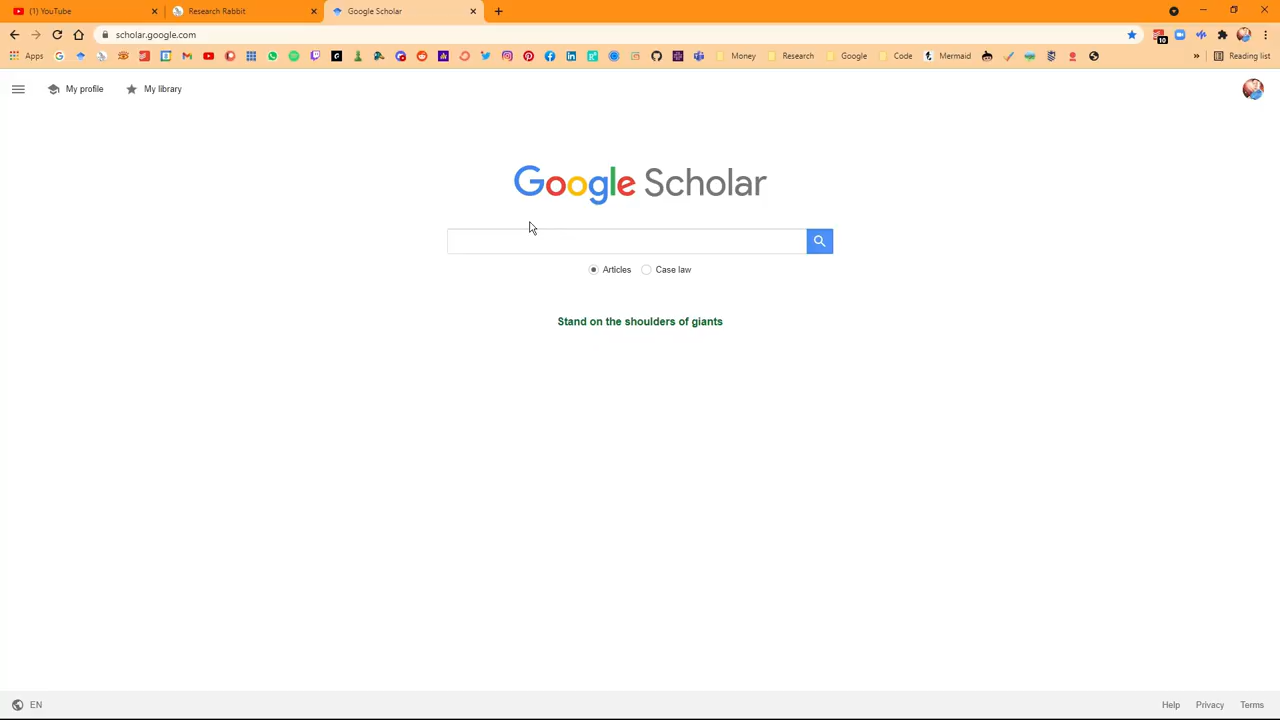 (1) YouTube
Research Rabbit
Google Scholar
scholar.google.com
10
Apps
Money
Research
Google
Code
Mermaid
»
Reading list
My profile
My library
Google Scholar
Articles
Case law
Stand on the shoulders of giants
EN
Help
Privacy
Terms